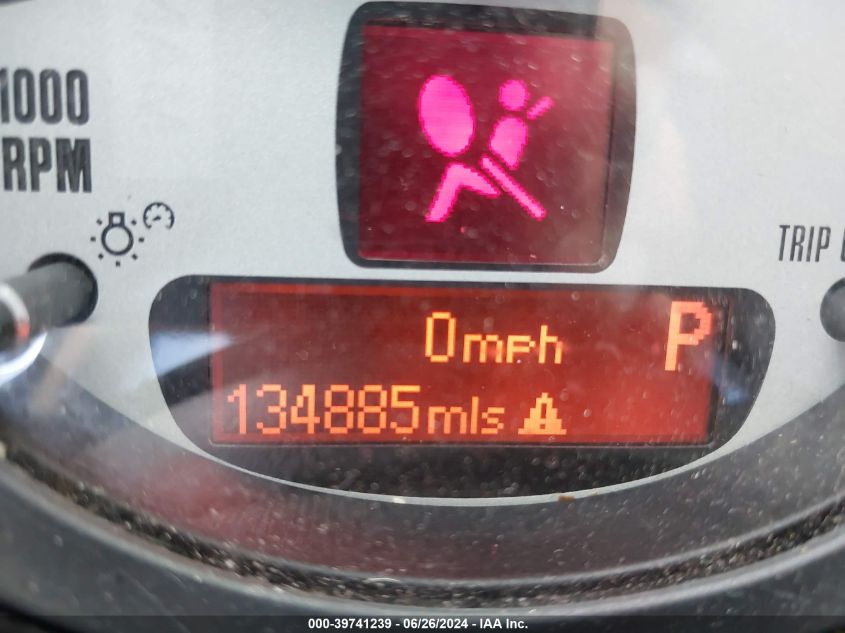 1000
RPM
TRIP
0mph
P
134885mls
000-39741239 - 06/26/2024 - IAA Inc.